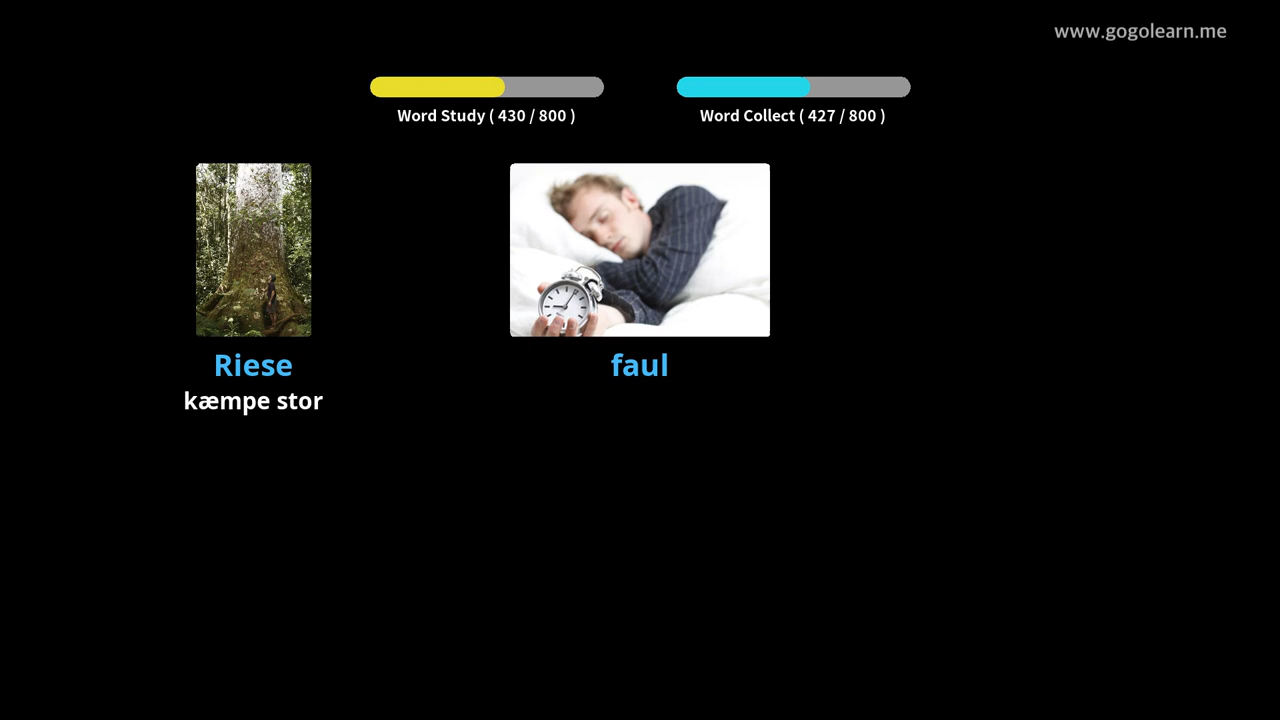 www.gogolearn.me
Word Study ( 430 / 800 )
Word Collect ( 427 / 800 )
Riese
faul
kæmpe stor